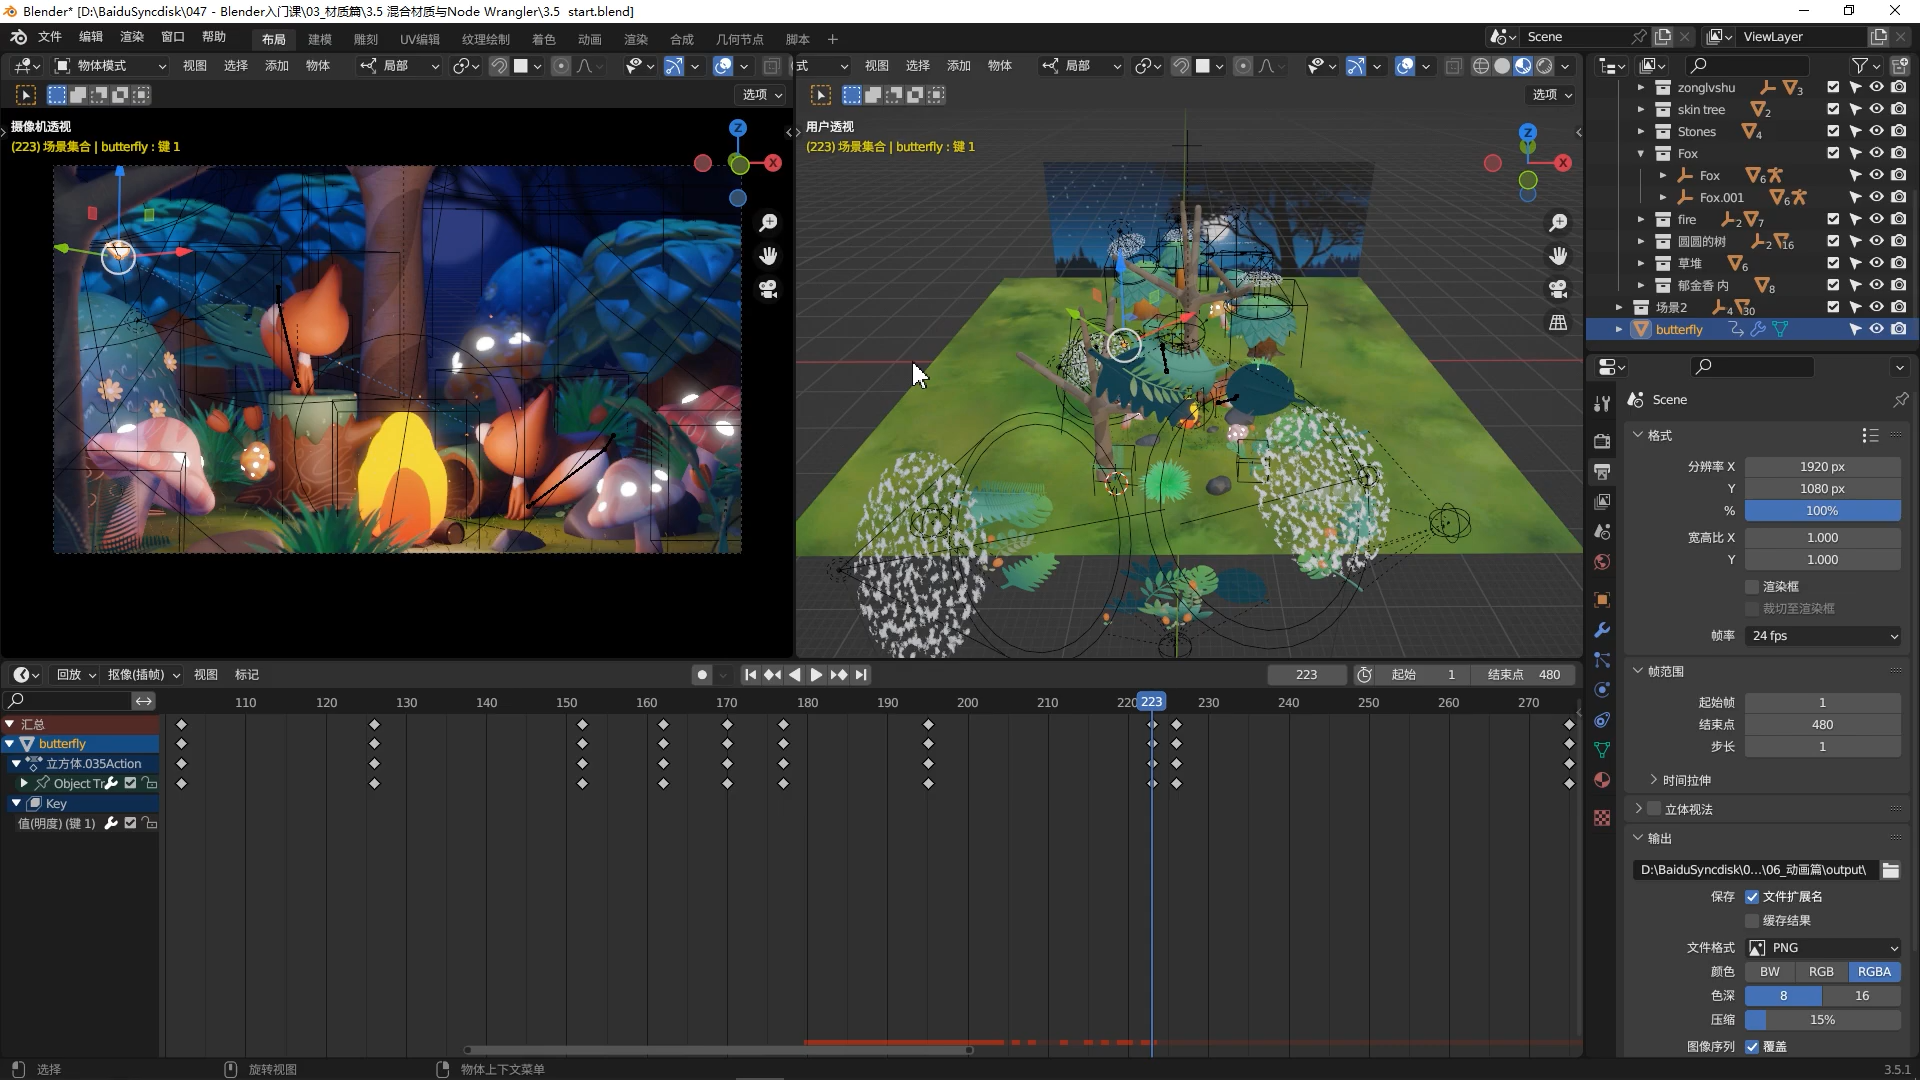 Blender* [D:\BaiduSyncdisk\047 - Blender入门课\03_材质篇\3.5 混合材质与Node Wrangler\3.5  start.blend]
文件 编辑 渲染 窗口 帮助 布局 建模 雕刻 UV编辑 纹理绘制 着色 动画 渲染 合成 几何节点 脚本 + Scene ViewLayer
物体模式 视图 选择 添加 物体 局部
式 视图 选择 添加 物体 局部
选项
选项
摄像机透视
(223) 场景集合 | butterfly : 键 1
用户透视
(223) 场景集合 | butterfly : 键 1
Z
X
Z
X
zonglvshu 3
skin tree 2
Stones 4
Fox
Fox 6
Fox.001 6
fire 2 7
圆圆的树 2 16
草堆 6
郁金香 内 8
场景2 4 30
butterfly
Scene
格式
分辨率 X 1920 px
Y 1080 px
% 100%
宽高比 X 1.000
Y 1.000
渲染框
裁切至渲染框
帧率 24 fps
帧范围
起始帧 1
结束点 480
步长 1
时间拉伸
立体视法
输出
D:\BaiduSyncdisk\0...\06_动画篇\output\
保存 文件扩展名
缓存结果
文件格式 PNG
颜色 BW RGB RGBA
色深 8 16
压缩 15%
图像序列 覆盖
回放 抠像(插帧) 视图 标记 223 起始 1 结束点 480
110 120 130 140 150 160 170 180 190 200 210 220 223 230 240 250 260 270
汇总
butterfly
立方体.035Action
Object Tr
Key
值(明度) (键 1)
选择 旋转视图 物体上下文菜单 3.5.1